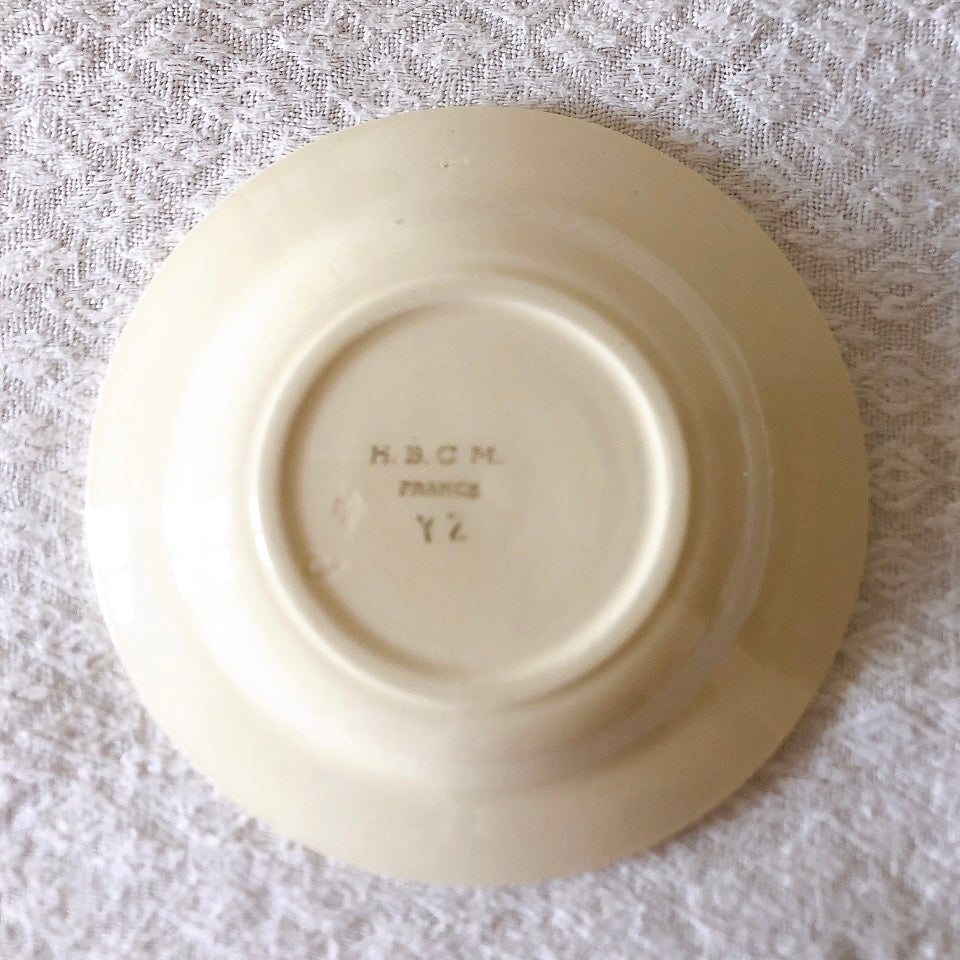 H. B. C M.
FRANCE
Y Z